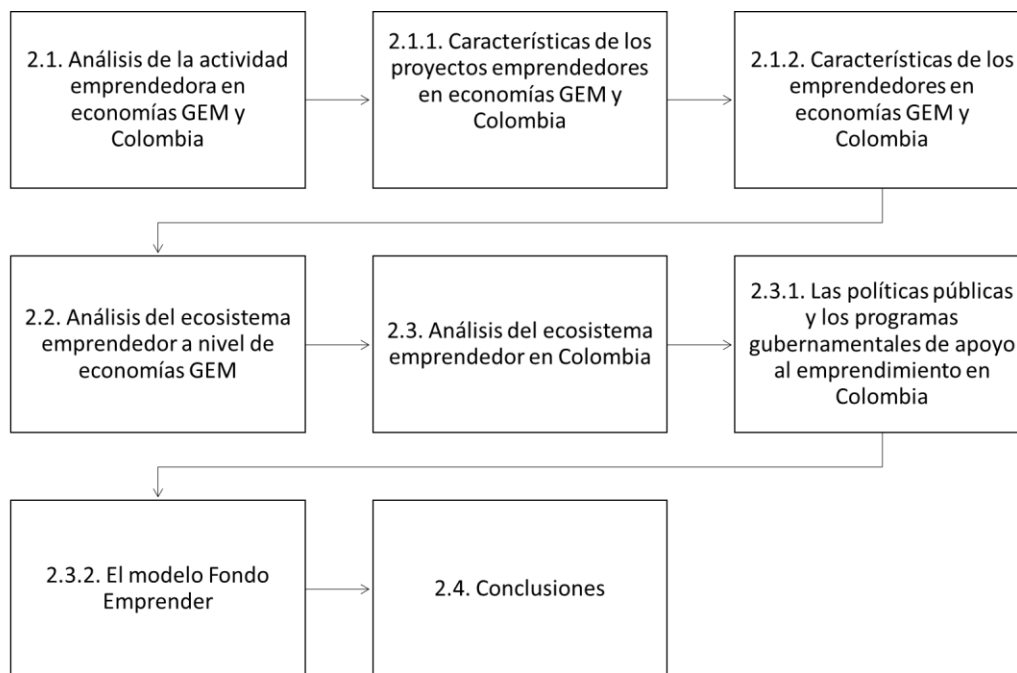 2.1. Análisis de la actividad
emprendedora en
economías GEM y
Colombia
2.1.1. Características de los
proyectos emprendedores
en economías GEM y
Colombia
2.1.2. Características de los
emprendedores en
economías GEM y
Colombia
2.2. Análisis del ecosistema
emprendedor a nivel de
economías GEM
2.3. Análisis del ecosistema
emprendedor en Colombia
2.3.1. Las políticas públicas
y los programas
gubernamentales de apoyo
al emprendimiento en
Colombia
2.3.2. El modelo Fondo
Emprender
2.4. Conclusiones